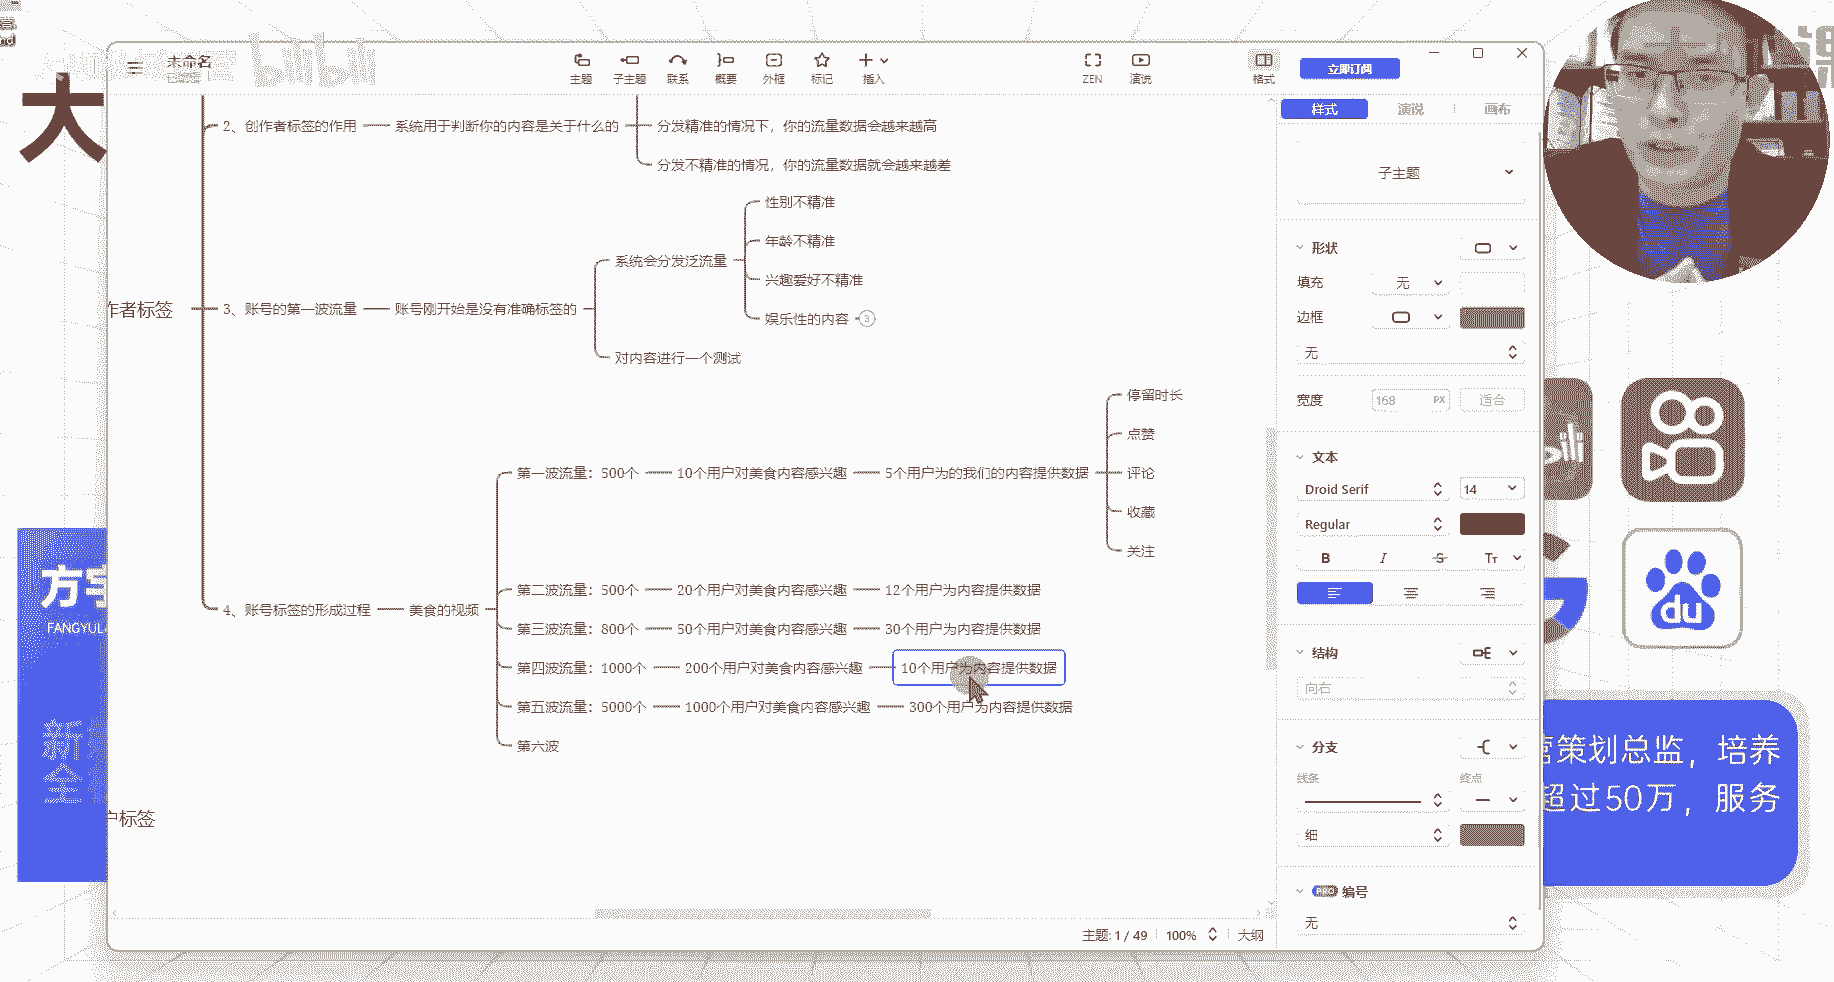 大
bilibili
未命名
主题
子主题
联系
概要
外框
标记
插入
ZEN
演说
格式
立即订阅
样式
演说
画布
2、创作者标签的作用
系统用于判断你的内容是关于什么的
分发精准的情况下，你的流量数据会越来越高
分发不精准的情况，你的流量数据就会越来越差
作者标签
3、账号的第一波流量
账号刚开始是没有准确标签的
系统会分发泛流量
性别不精准
年龄不精准
兴趣爱好不精准
娱乐性的内容
3
对内容进行一个测试
4、账号标签的形成过程
美食的视频
第一波流量：500个
10个用户对美食内容感兴趣
5个用户为的我们的内容提供数据
停留时长
点赞
评论
收藏
关注
第二波流量：500个
20个用户对美食内容感兴趣
12个用户为内容提供数据
第三波流量：800个
50个用户对美食内容感兴趣
30个用户为内容提供数据
第四波流量：1000个
200个用户对美食内容感兴趣
10个用户为内容提供数据
第五波流量：5000个
1000个用户对美食内容感兴趣
300个用户为内容提供数据
第六波
户标签
子主题
形状
填充
无
边框
无
宽度
168
PX
适合
文本
Droid Serif
14
Regular
B
I
S
TT
结构
向右
分支
线条
终点
细
PRO
编号
无
主题: 1 / 49
100%
大纲
方宇
FANGYUL
新
全
du
营策划总监，培养
超过50万，服务